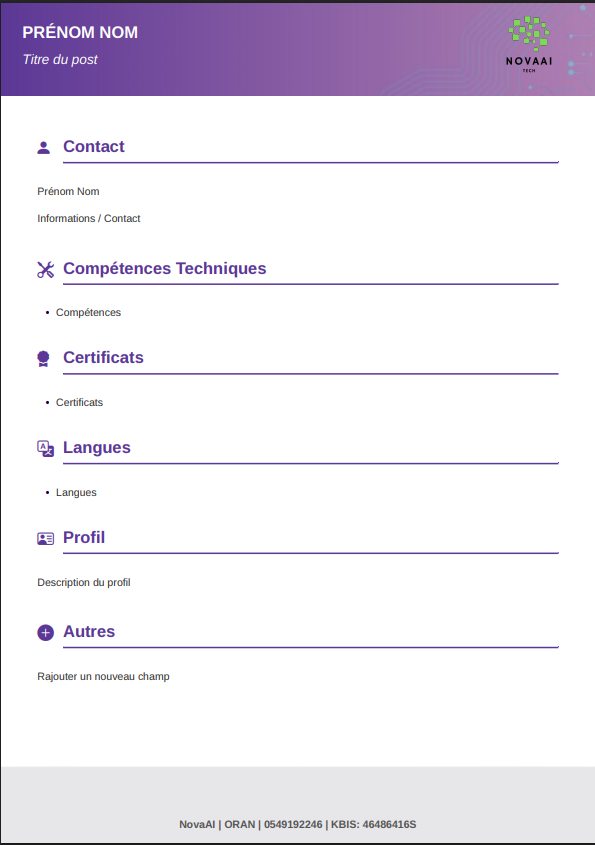 PRÉNOM NOM
Titre du post
NOVAAI
TECH
Contact
Prénom Nom
Informations / Contact
Compétences Techniques
• Compétences
Certificats
• Certificats
Langues
• Langues
Profil
Description du profil
Autres
Rajouter un nouveau champ
NovaAI | ORAN | 0549192246 | KBIS: 46486416S